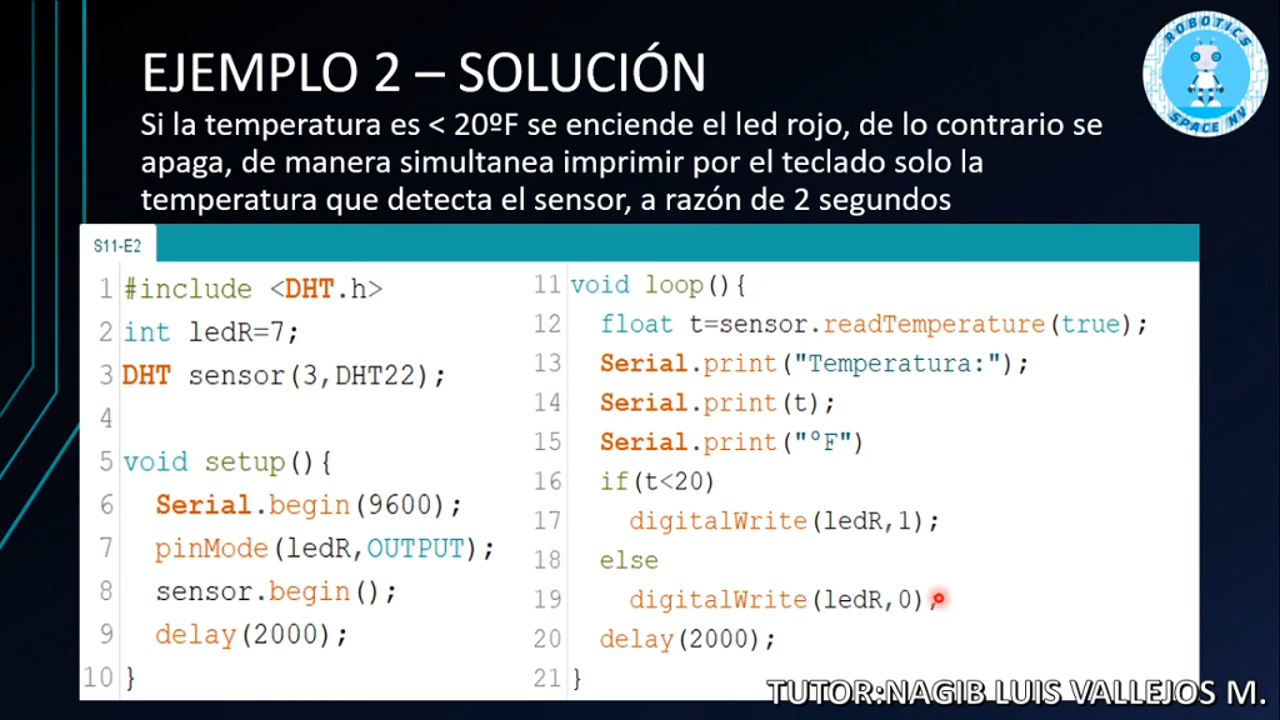 ROBOTICS
SPACE NV
EJEMPLO 2 – SOLUCIÓN
Si la temperatura es < 20ºF se enciende el led rojo, de lo contrario se
apaga, de manera simultanea imprimir por el teclado solo la
temperatura que detecta el sensor, a razón de 2 segundos
S11-E2
1 #include <DHT.h>
2 int ledR=7;
3 DHT sensor(3,DHT22);
4
5 void setup(){
6 Serial.begin(9600);
7 pinMode(ledR,OUTPUT);
8 sensor.begin();
9 delay(2000);
10 }
11 void loop(){
12 float t=sensor.readTemperature(true);
13 Serial.print("Temperatura:");
14 Serial.print(t);
15 Serial.print("°F")
16 if(t<20)
17 digitalWrite(ledR,1);
18 else
19 digitalWrite(ledR,0);
20 delay(2000);
21 }
TUTOR:NAGIB LUIS VALLEJOS M.